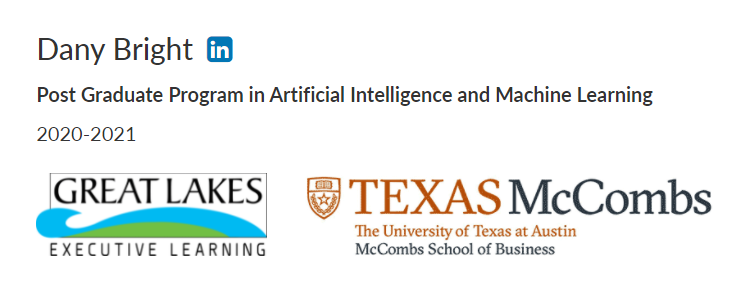 Dany Bright in
Post Graduate Program in Artificial Intelligence and Machine Learning
2020-2021
GREAT LAKES
EXECUTIVE LEARNING
TEXAS McCombs
The University of Texas at Austin
McCombs School of Business